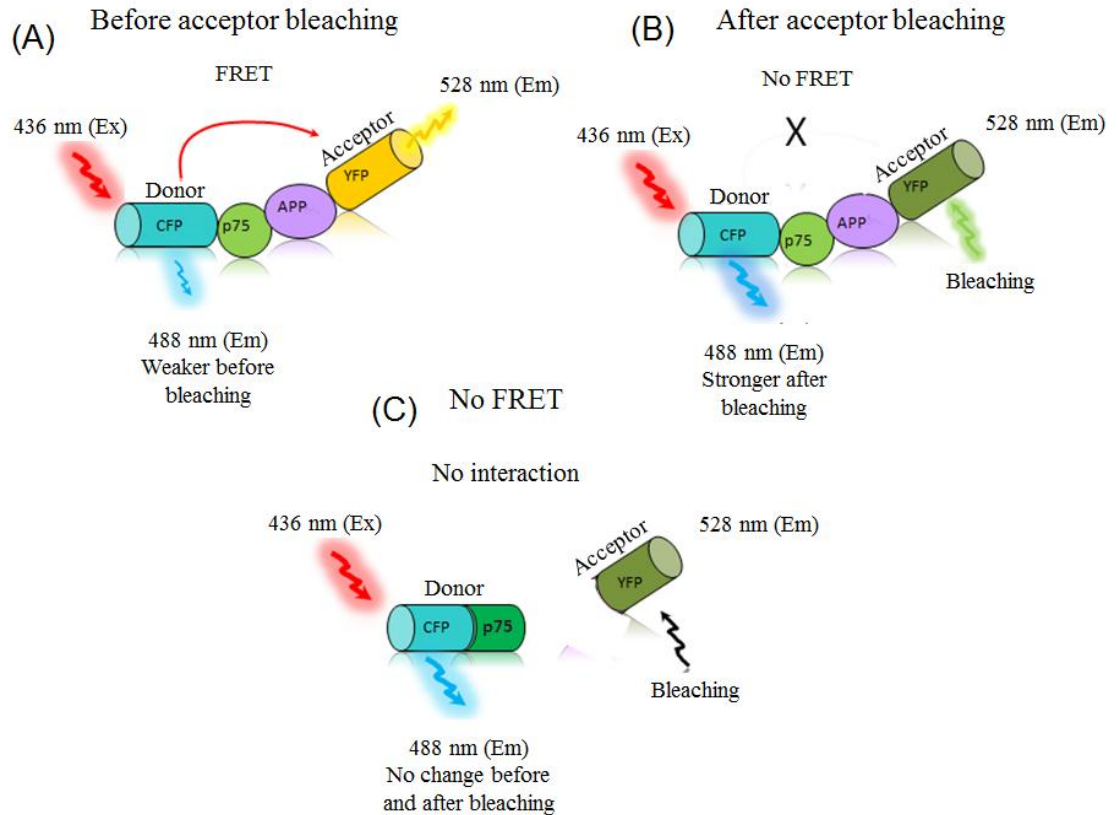 (A)
Before acceptor bleaching
FRET
528 nm (Em)
436 nm (Ex)
Acceptor
YFP
Donor
CFP
p75
APP
488 nm (Em)
Weaker before
bleaching
(B)
After acceptor bleaching
No FRET
X
436 nm (Ex)
528 nm (Em)
Acceptor
YFP
Donor
CFP
p75
APP
Bleaching
488 nm (Em)
Stronger after
bleaching
(C)
No FRET
No interaction
436 nm (Ex)
528 nm (Em)
Acceptor
YFP
Donor
CFP
p75
Bleaching
488 nm (Em)
No change before
and after bleaching